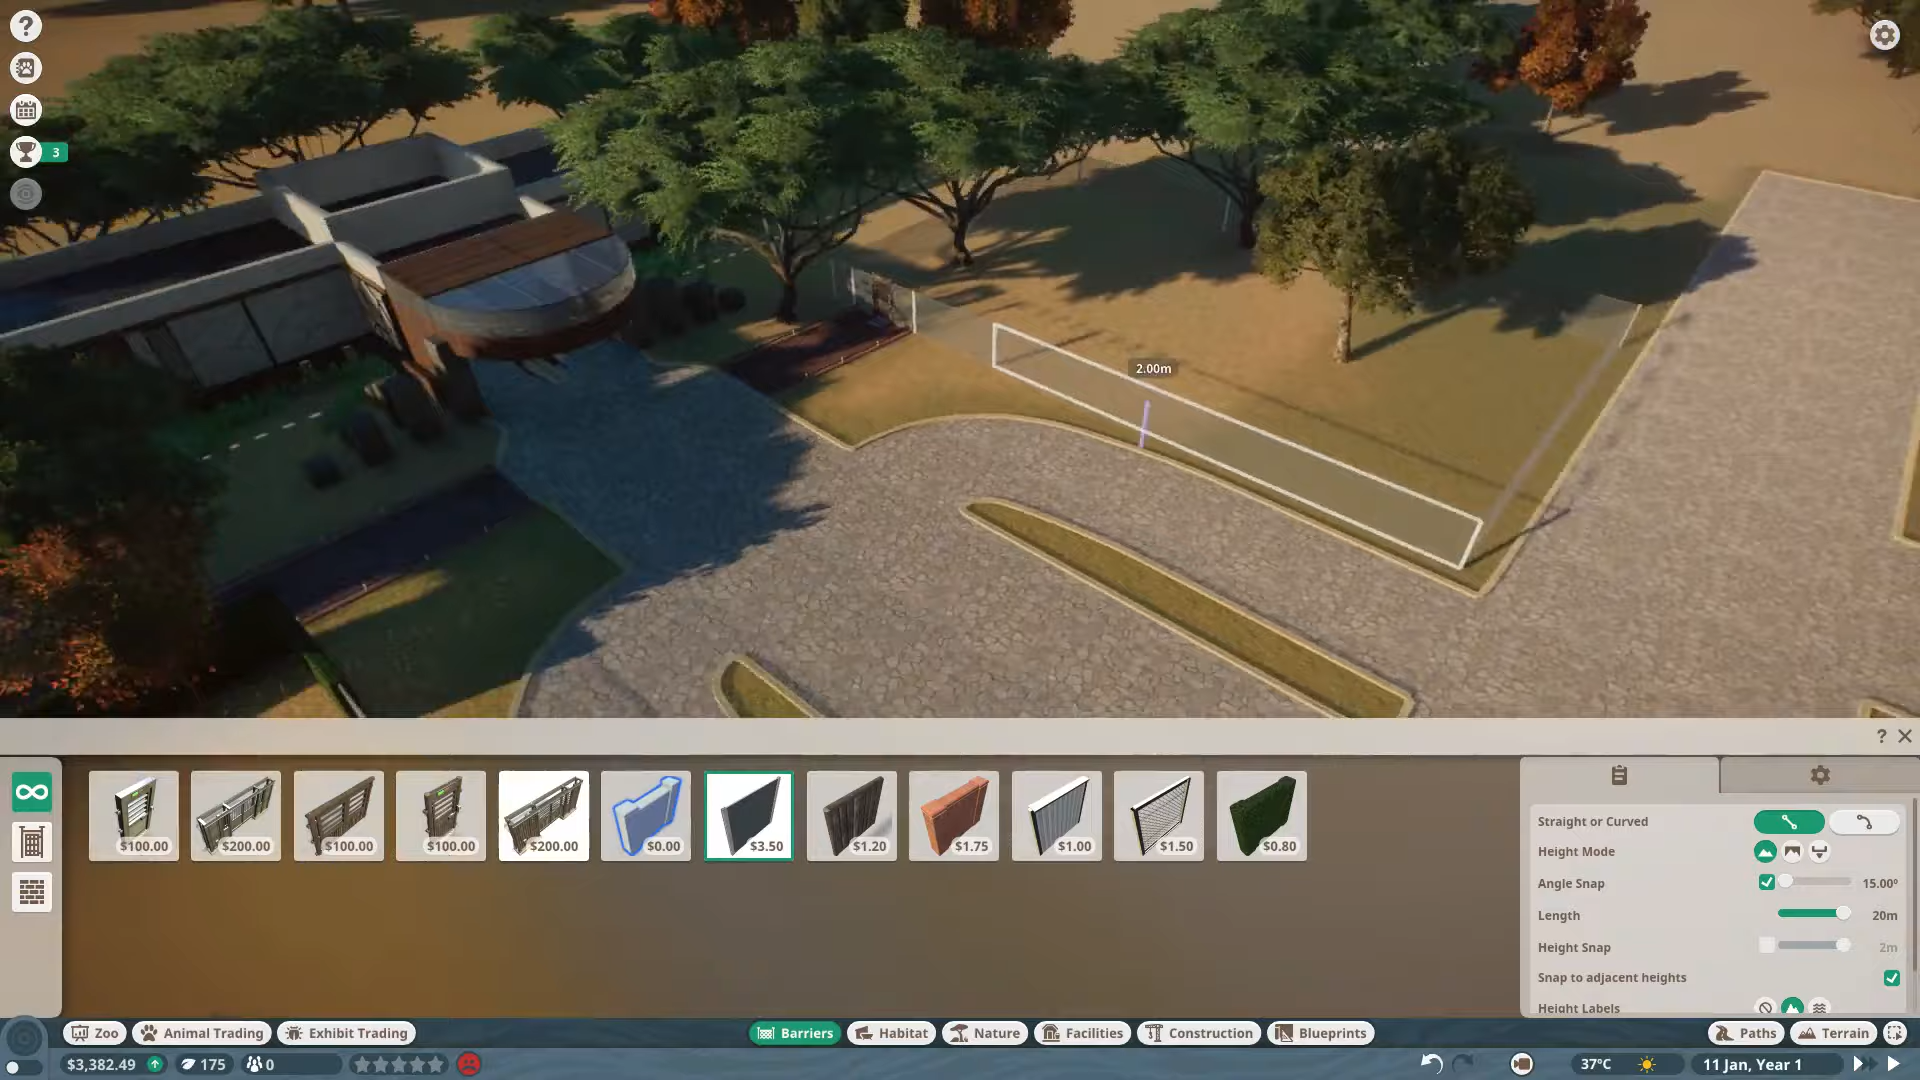 ?
3
2.00m
?
$100.00
$200.00
$100.00
$100.00
$200.00
$0.00
$3.50
$1.20
$1.75
$1.00
$1.50
$0.80
Straight or Curved
Height Mode
Angle Snap
15.00°
Length
20m
Height Snap
2m
Snap to adjacent heights
Height Labels
Zoo
Animal Trading
Exhibit Trading
Barriers
Habitat
Nature
Facilities
Construction
Blueprints
Paths
Terrain
$3,382.49
175
0
37°C
11 Jan, Year 1